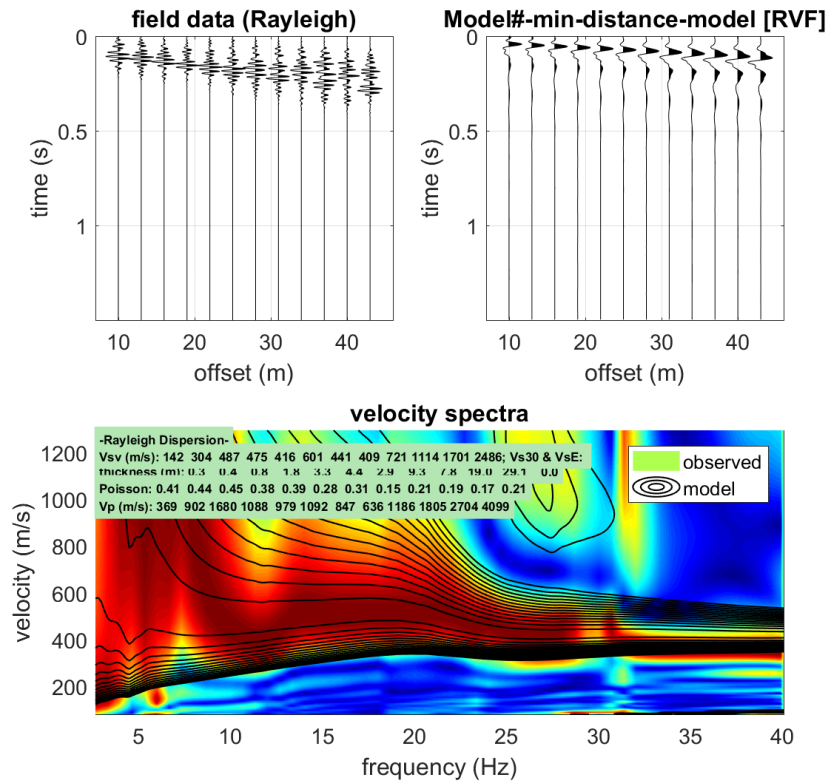 field data (Rayleigh)
Model#-min-distance-model [RVF]
0
0.5
1
time (s)
10 20 30 40
offset (m)
0
0.5
1
time (s)
10 20 30 40
offset (m)
velocity spectra
-Rayleigh Dispersion-
Vsv (m/s): 142 304 487 475 416 601 441 409 721 1114 1701 2486; Vs30 & VsE:
thickness (m): 0.3 0.4 0.8 1.8 3.3 4.4 2.9 9.3 7.8 19.0 29.1 0.0
Poisson: 0.41 0.44 0.45 0.38 0.39 0.28 0.31 0.15 0.21 0.19 0.17 0.21
Vp (m/s): 369 902 1680 1088 979 1092 847 636 1186 1805 2704 4099
observed
model
1200
1000
800
600
400
200
velocity (m/s)
5 10 15 20 25 30 35 40
frequency (Hz)